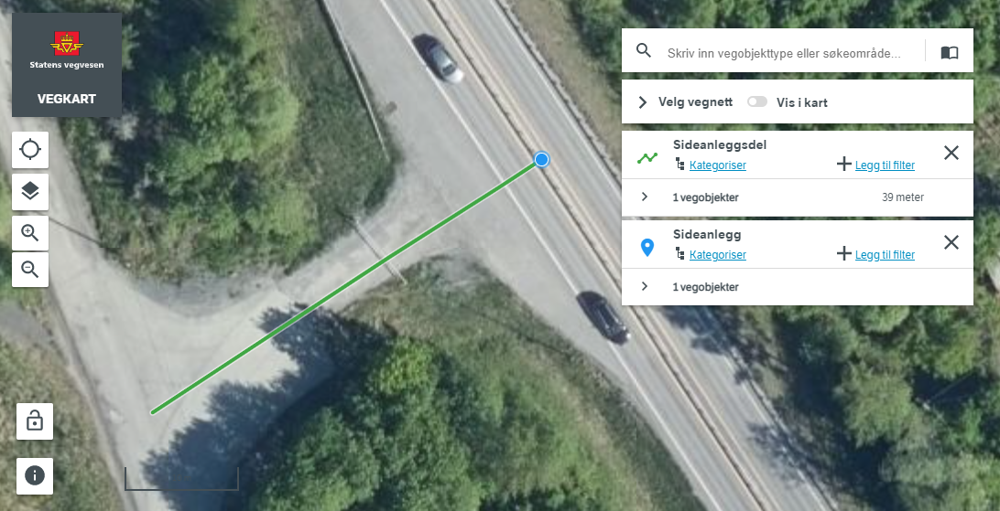 Statens vegvesen
VEGKART
Skriv inn vegobjekttype eller søkeområde...
Velg vegnett Vis i kart
Sideanleggsdel
Kategoriser Legg til filter
1 vegobjekter 39 meter
Sideanlegg
Kategoriser Legg til filter
1 vegobjekter